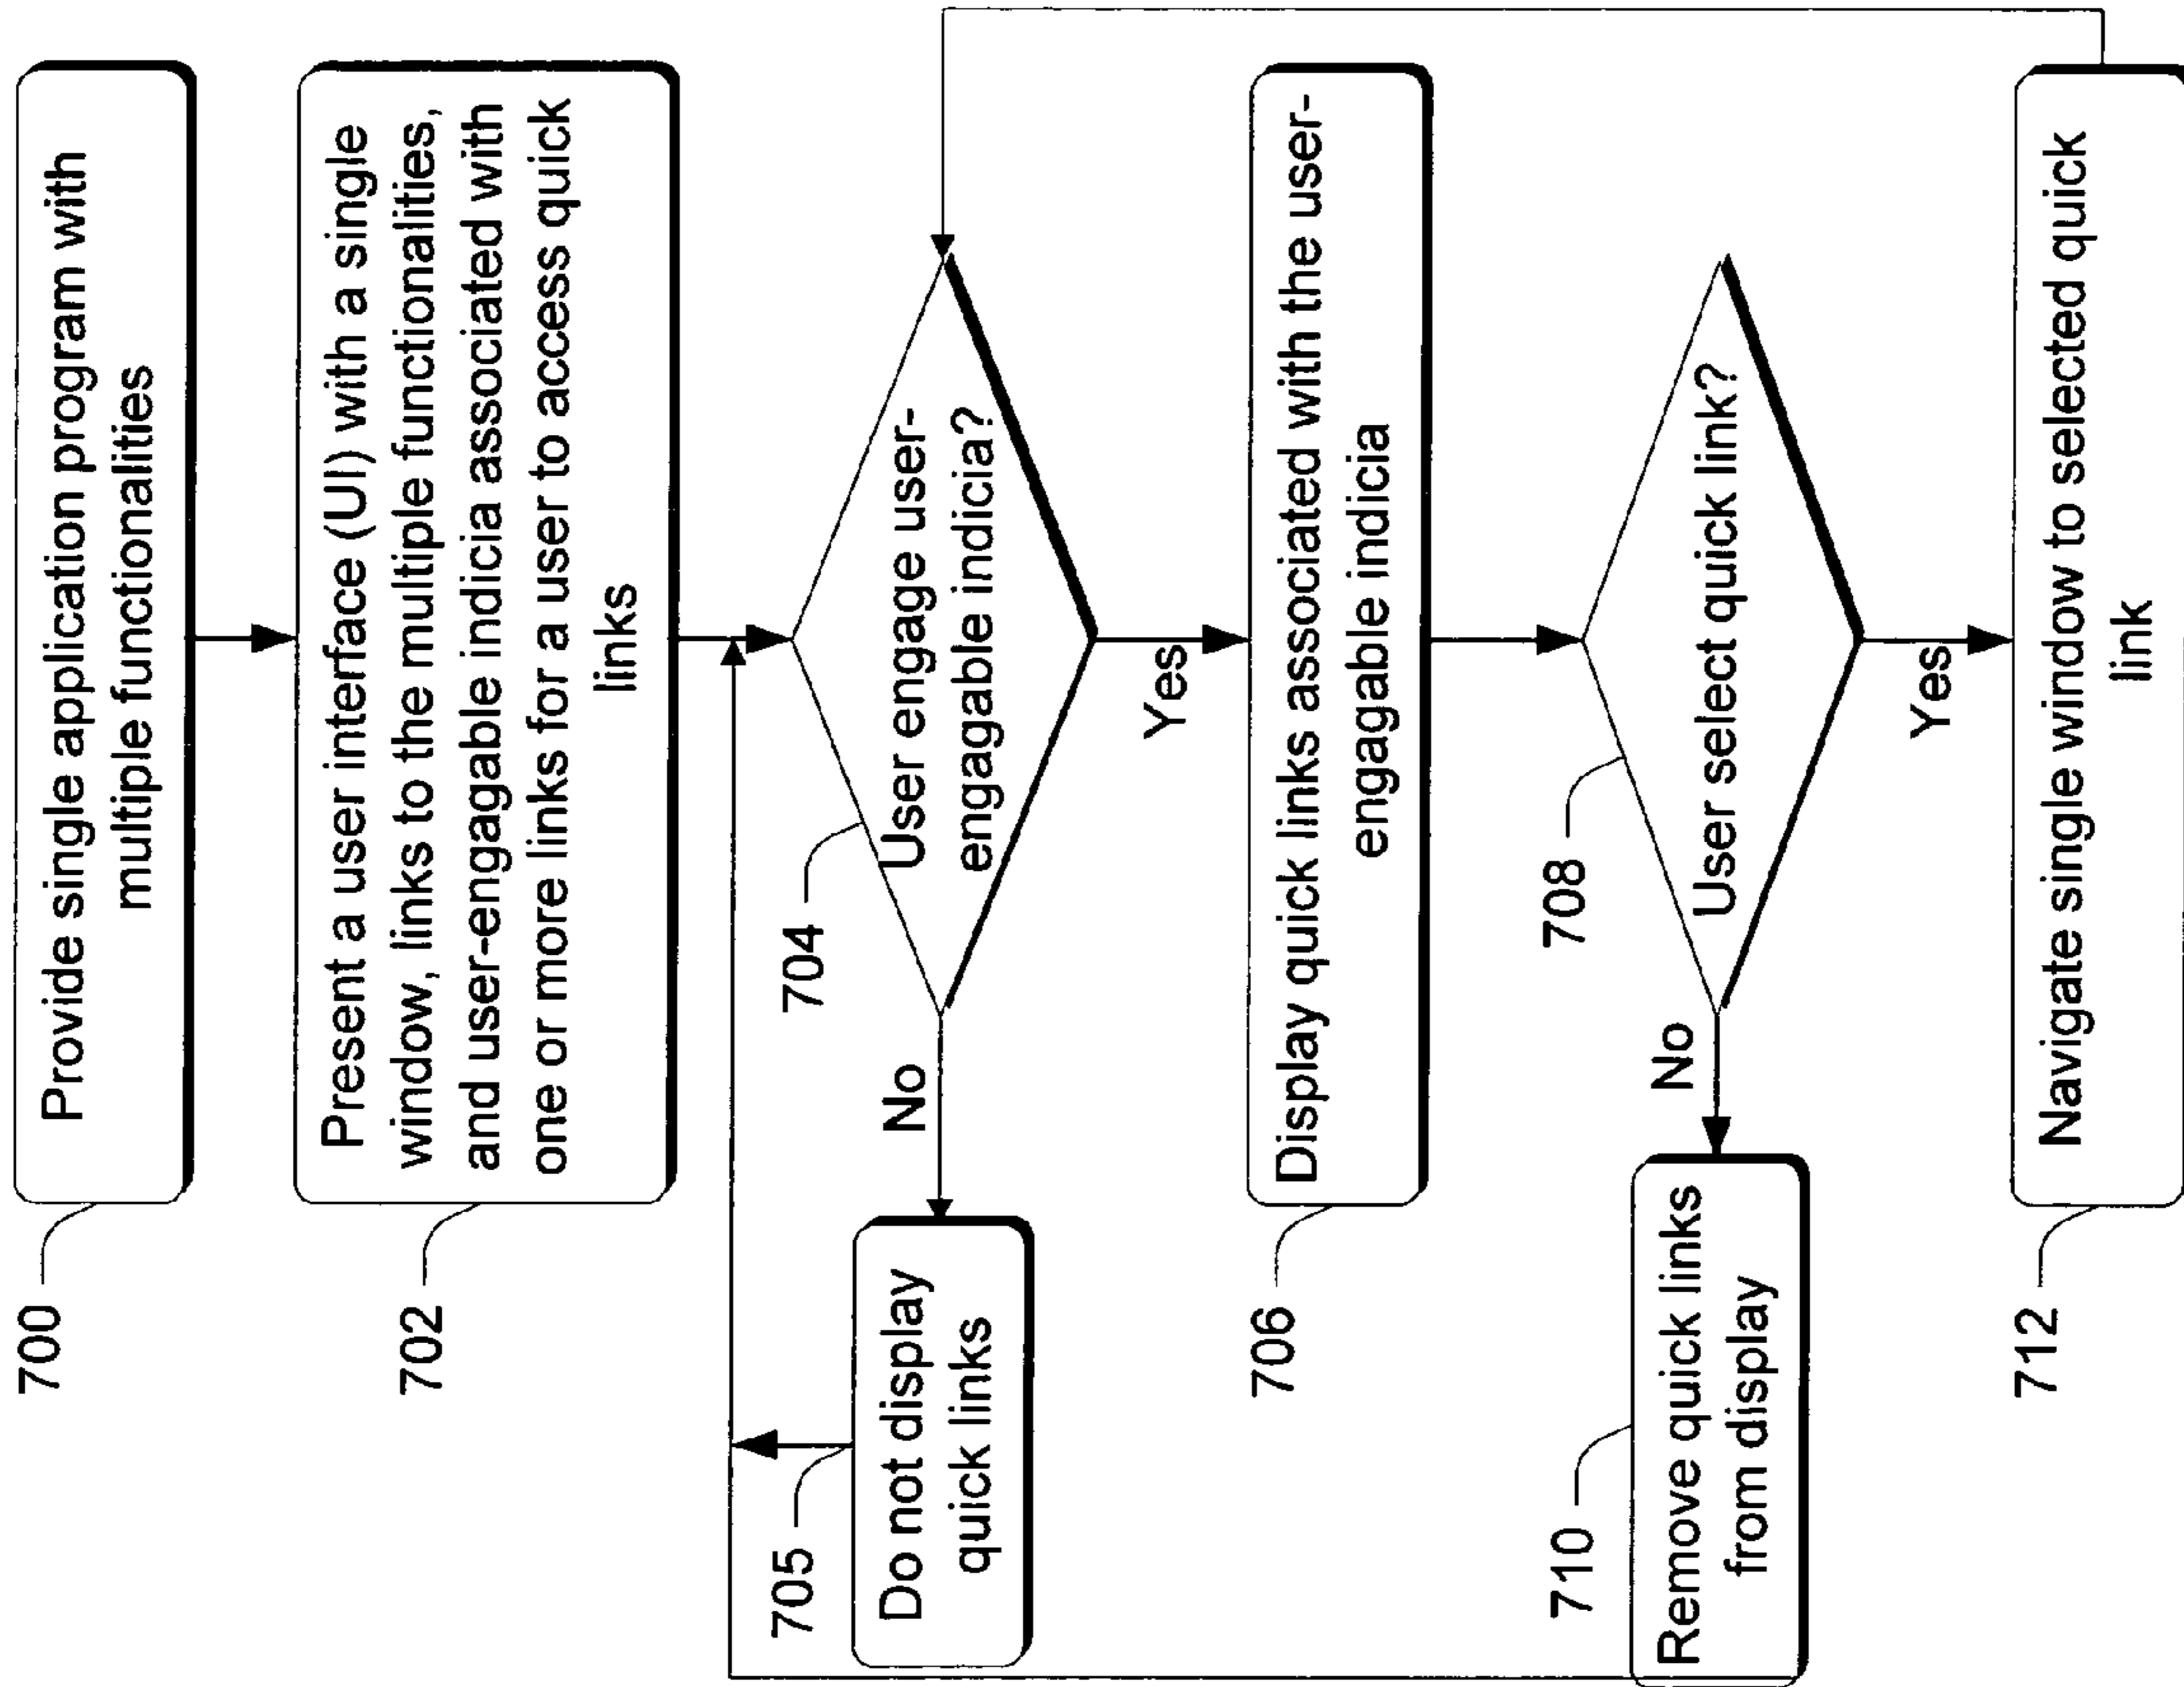 700
Provide single application program with
multiple functionalities
702
Present a user interface (UI) with a single
window, links to the multiple functionalities,
and user-engagable indicia associated with
one or more links for a user to access quick
links
704
User engage user-
engagable indicia?
No
Yes
705
Do not display
quick links
706
Display quick links associated with the user-
engagable indicia
708
User select quick link?
No
Yes
710
Remove quick links
from display
712
Navigate single window to selected quick
link